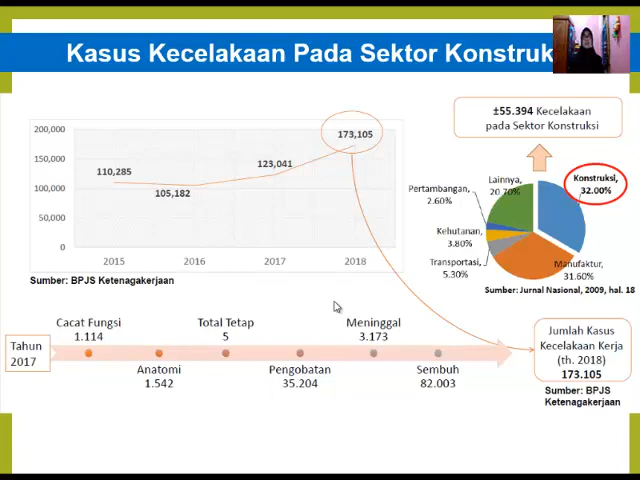 Kasus Kecelakaan Pada Sektor Konstruk
±55.394 Kecelakaan
pada Sektor Konstruksi
200,000
150,000
100,000
50,000
0
110,285
105,182
123,041
173,105
2015
2016
2017
2018
Sumber: BPJS Ketenagakerjaan
Lainnya,
20.70%
Konstruksi,
32.00%
Pertambangan,
2.60%
Kehutanan,
3.80%
Transportasi,
5.30%
Manufaktur,
31.60%
Sumber: Jurnal Nasional, 2009, hal. 18
Tahun
2017
Cacat Fungsi
1.114
Anatomi
1.542
Total Tetap
5
Pengobatan
35.204
Meninggal
3.173
Sembuh
82.003
Jumlah Kasus
Kecelakaan Kerja
(th. 2018)
173.105
Sumber: BPJS
Ketenagakerjaan